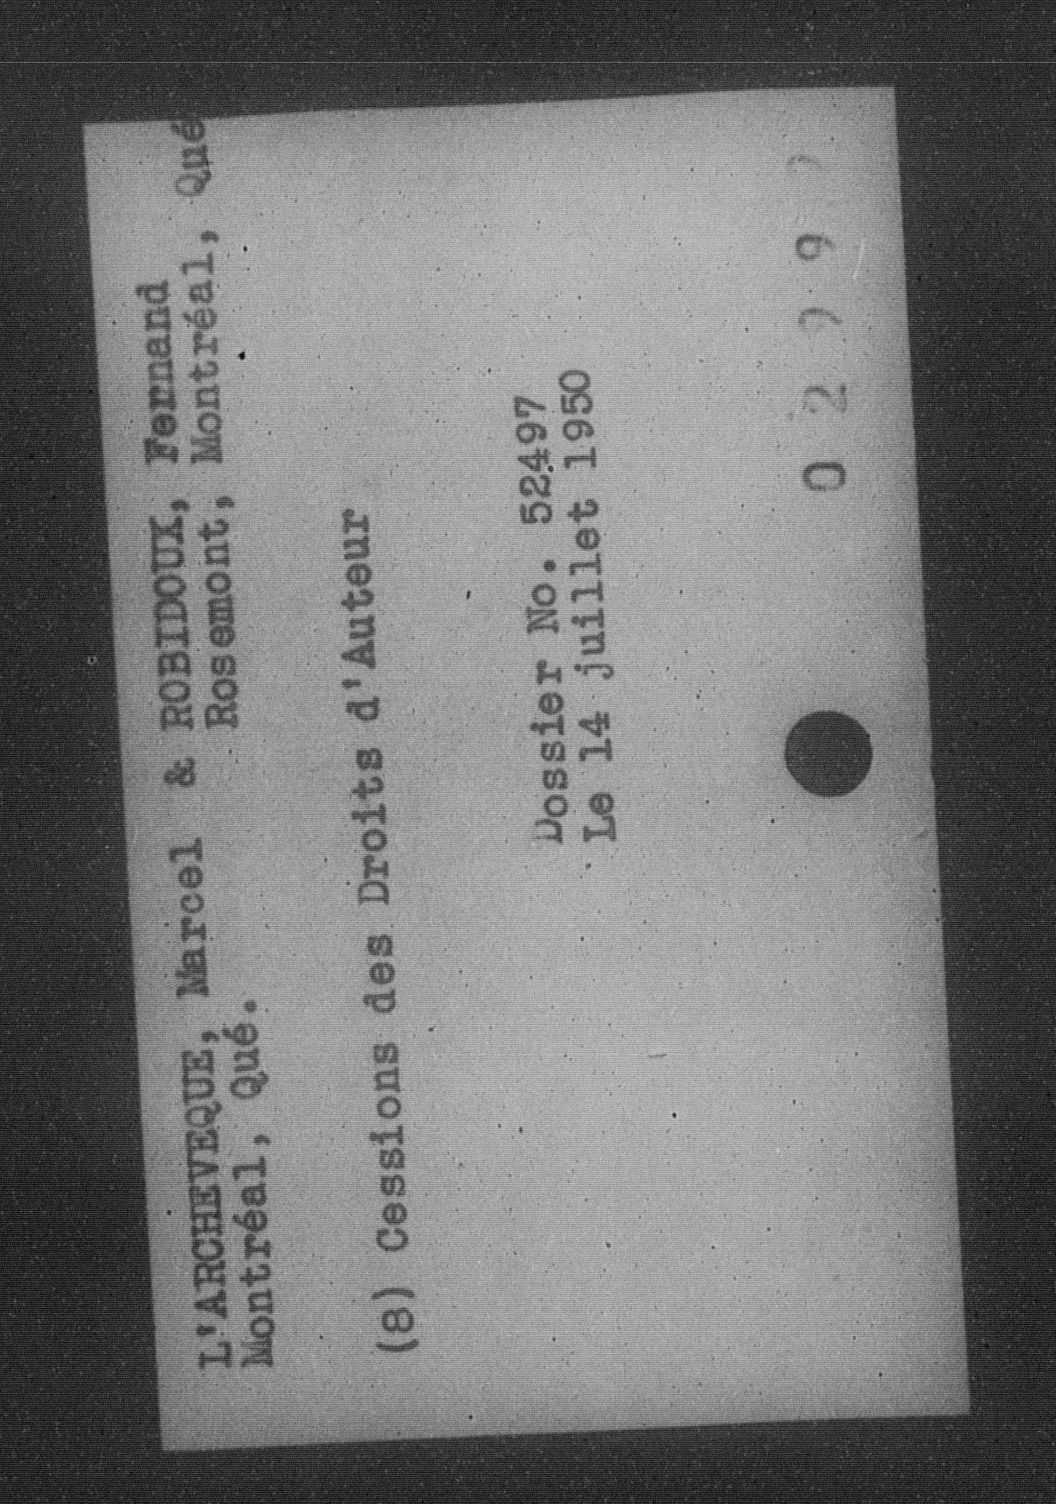 L'ARCHEVEQUE, Marcel & ROBIDOUX, Fernand
Montréal, Qué. Rosemont, Montréal, Qué
(8) Cessions des Droits d'Auteur
Dossier No. 52497
Le 14 juillet 1950